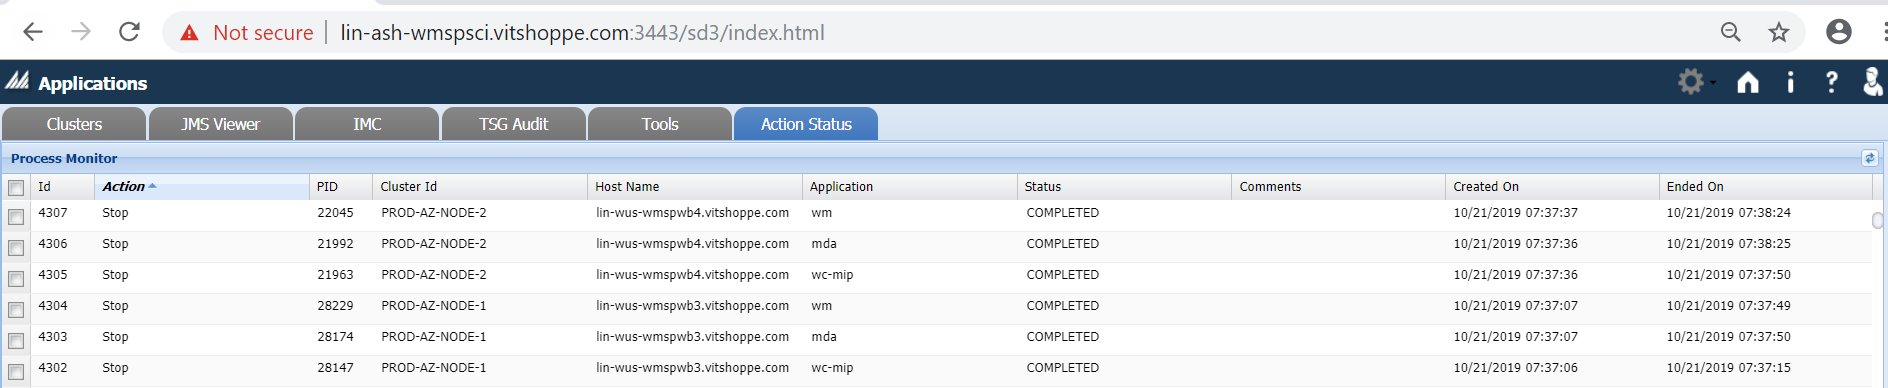 Not secure lin-ash-wmspsci.vitshoppe.com:3443/sd3/index.html
Applications
Clusters JMS Viewer IMC TSG Audit Tools Action Status
Process Monitor
Id Action PID Cluster Id Host Name Application Status Comments Created On Ended On
4307 Stop 22045 PROD-AZ-NODE-2 lin-wus-wmspwb4.vitshoppe.com wm COMPLETED 10/21/2019 07:37:37 10/21/2019 07:38:24
4306 Stop 21992 PROD-AZ-NODE-2 lin-wus-wmspwb4.vitshoppe.com mda COMPLETED 10/21/2019 07:37:36 10/21/2019 07:38:25
4305 Stop 21963 PROD-AZ-NODE-2 lin-wus-wmspwb4.vitshoppe.com wc-mip COMPLETED 10/21/2019 07:37:36 10/21/2019 07:37:50
4304 Stop 28229 PROD-AZ-NODE-1 lin-wus-wmspwb3.vitshoppe.com wm COMPLETED 10/21/2019 07:37:07 10/21/2019 07:37:49
4303 Stop 28174 PROD-AZ-NODE-1 lin-wus-wmspwb3.vitshoppe.com mda COMPLETED 10/21/2019 07:37:07 10/21/2019 07:37:50
4302 Stop 28147 PROD-AZ-NODE-1 lin-wus-wmspwb3.vitshoppe.com wc-mip COMPLETED 10/21/2019 07:37:06 10/21/2019 07:37:15